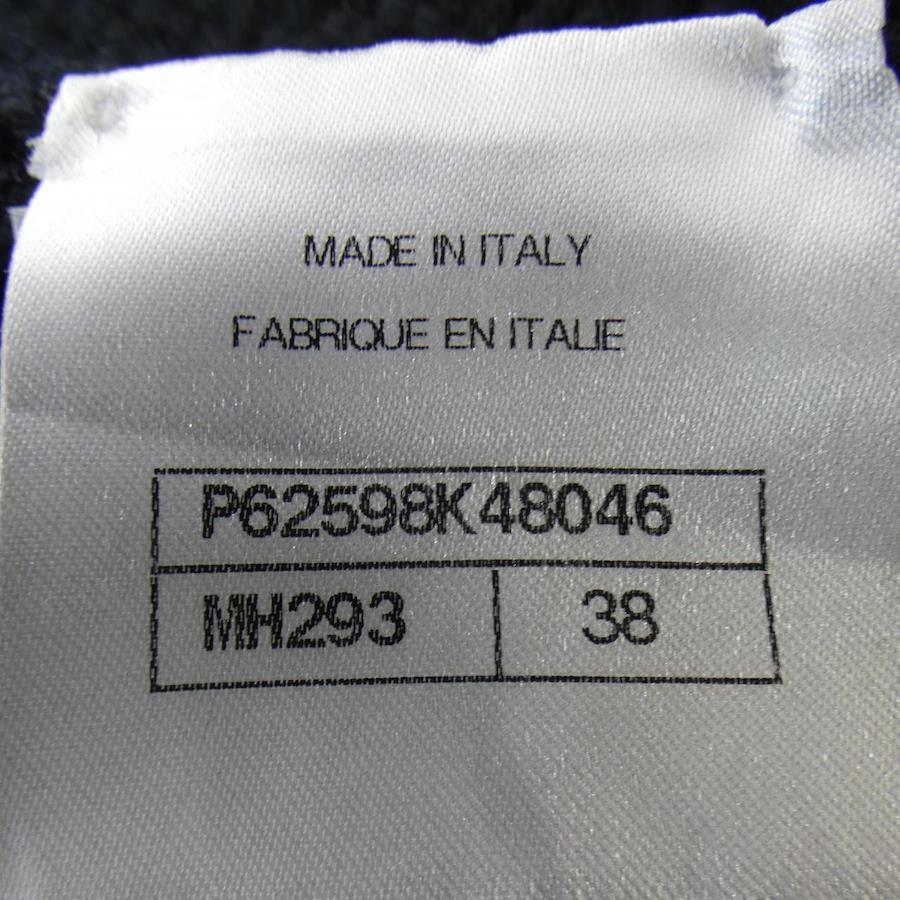 MADE IN ITALY
FABRIQUE EN ITALIE
P62598K48046
MH293 38